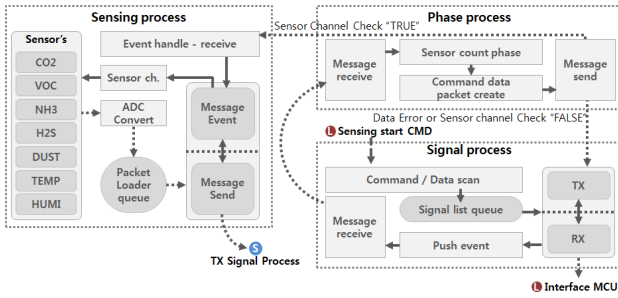 Sensing process
Sensor's
CO2
VOC
NH3
H2S
DUST
TEMP
HUMI
Event handle - receive
Sensor ch.
ADC
Convert
Packet
Loader
queue
Message
Event
Message
Send
S
TX Signal Process
Sensor Channel Check “TRUE”
Phase process
Message
receive
Sensor count phase
Command data
packet create
Message
send
Data Error or Sensor channel Check “FALSE”
L Sensing start CMD
Signal process
Command / Data scan
Signal list queue
Message
receive
Push event
TX
RX
L Interface MCU